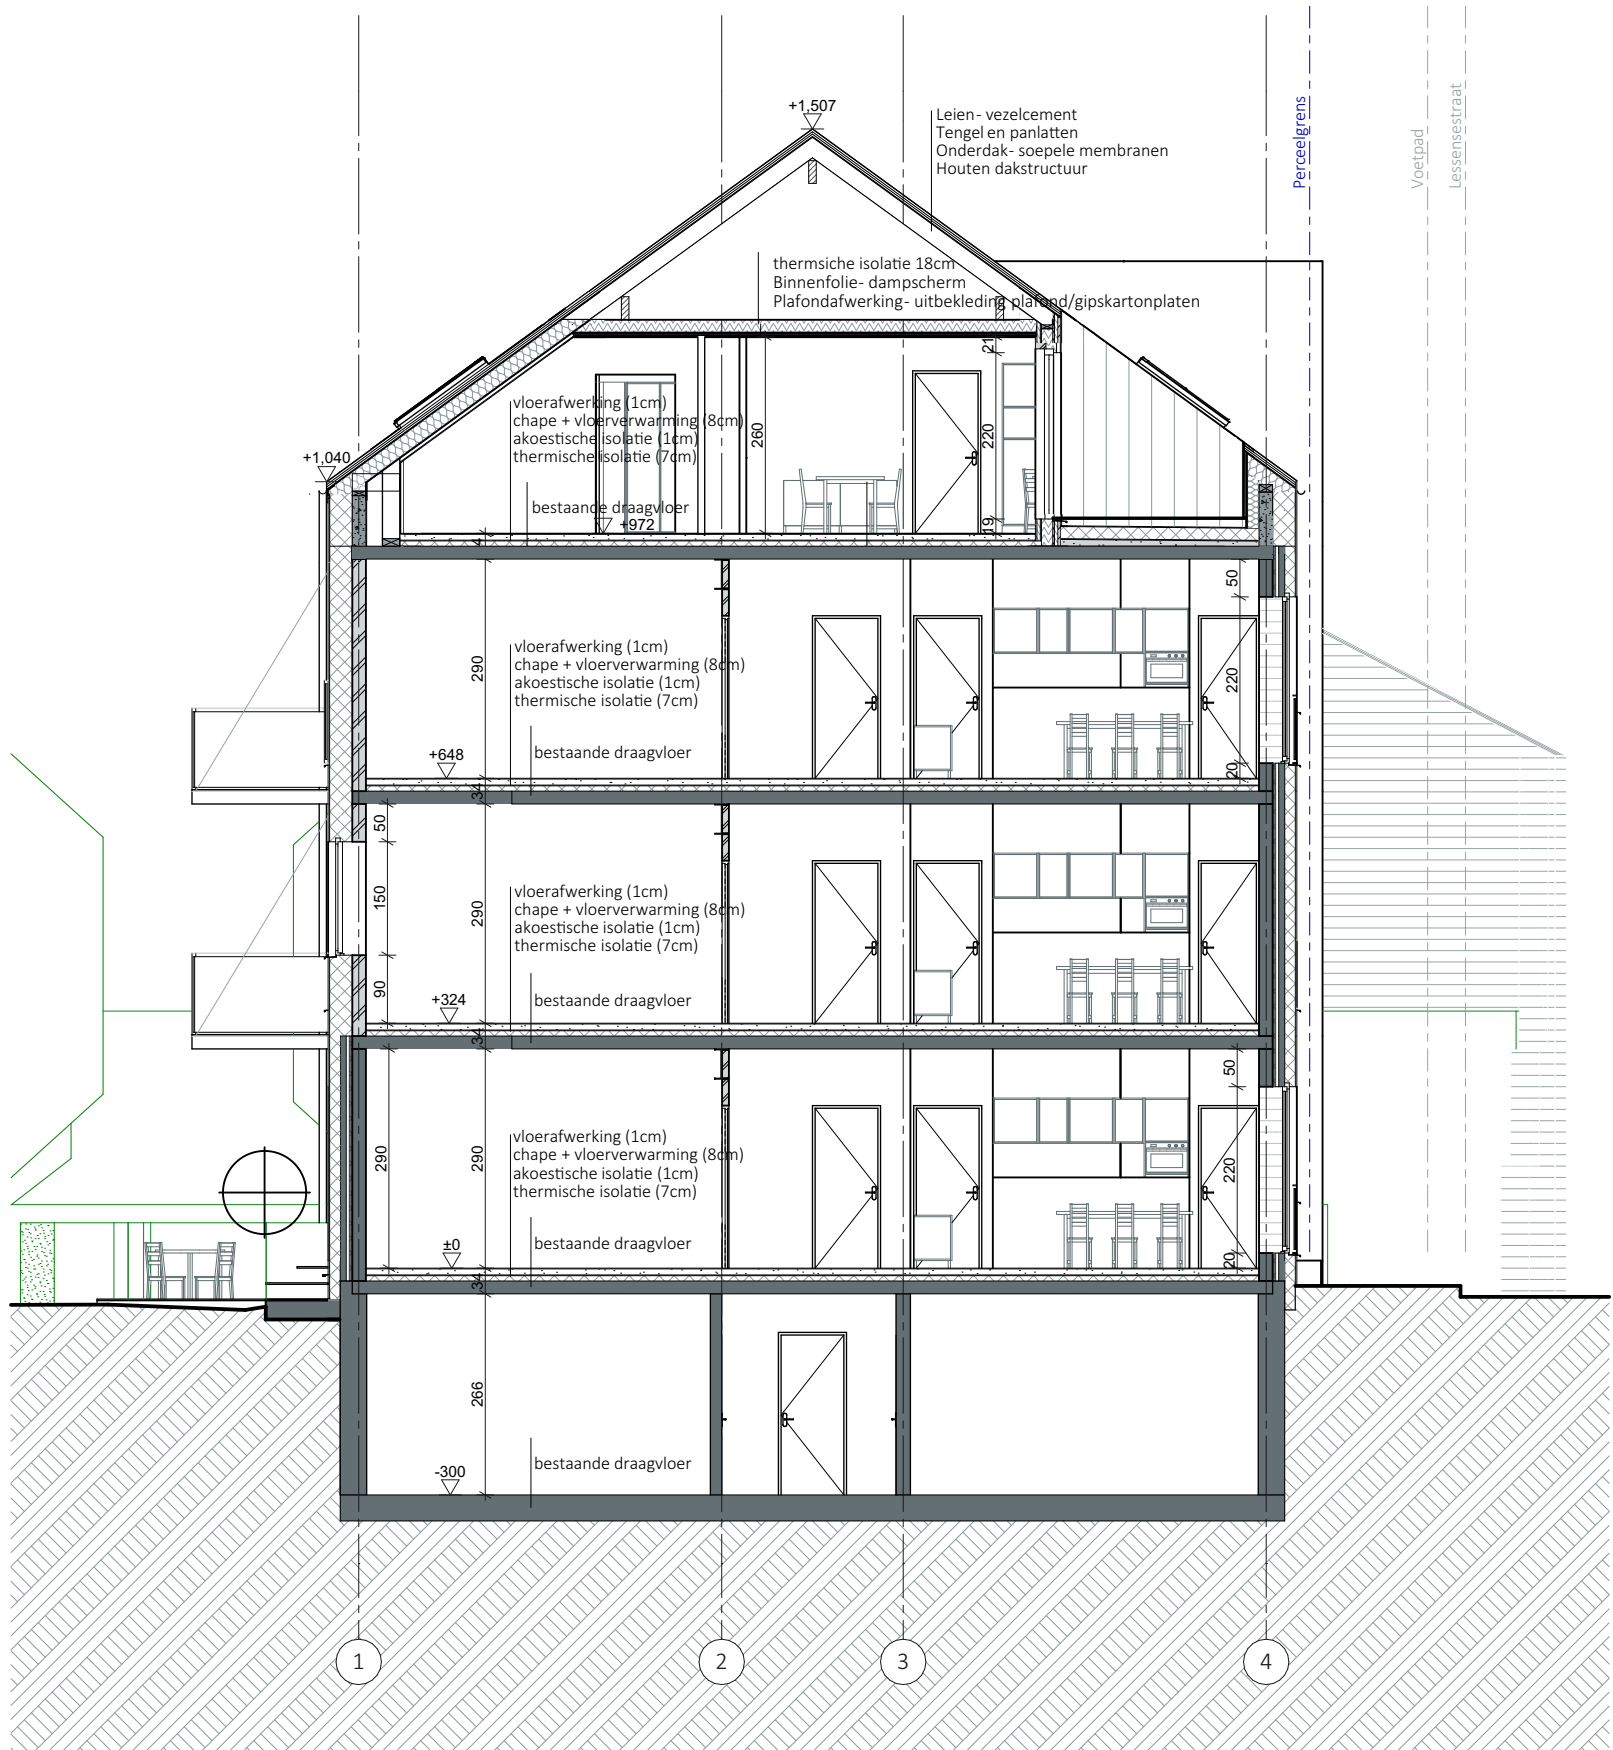 +1,507
Leien- vezelcement
Tengel en panlatten
Onderdak- soepele membranen
Houten dakstructuur
Perceelgrens
Voetpad
Lessensestraat
thermsiche isolatie 18cm
Binnenfolie- dampscherm
Plafondafwerking- uitbekleding plafond/gipskartonplaten
21
vloerafwerking (1cm)
chape + vloerverwarming (8cm)
akoestische isolatie (1cm)
thermische isolatie (7cm)
260
220
+1,040
bestaande draagvloer
+972
19
4
50
290
vloerafwerking (1cm)
chape + vloerverwarming (8cm)
akoestische isolatie (1cm)
thermische isolatie (7cm)
220
+648
bestaande draagvloer
20
34
50
150
290
vloerafwerking (1cm)
chape + vloerverwarming (8cm)
akoestische isolatie (1cm)
thermische isolatie (7cm)
90
+324
bestaande draagvloer
34
50
290
290
vloerafwerking (1cm)
chape + vloerverwarming (8cm)
akoestische isolatie (1cm)
thermische isolatie (7cm)
220
±0
bestaande draagvloer
20
34
266
-300
bestaande draagvloer
1
2
3
4